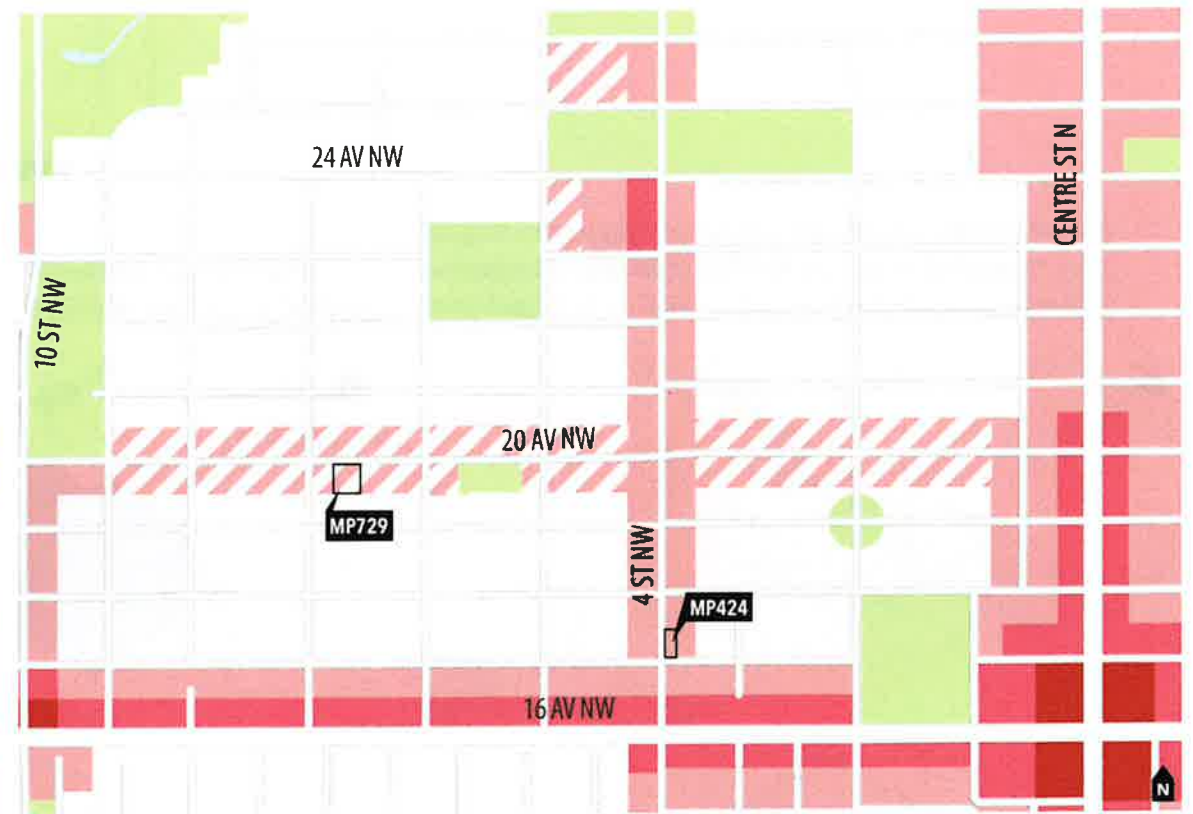 24 AV NW
CENTRE ST N
10 ST NW
20 AV NW
MP729
4 ST NW
MP424
16 AV NW
N